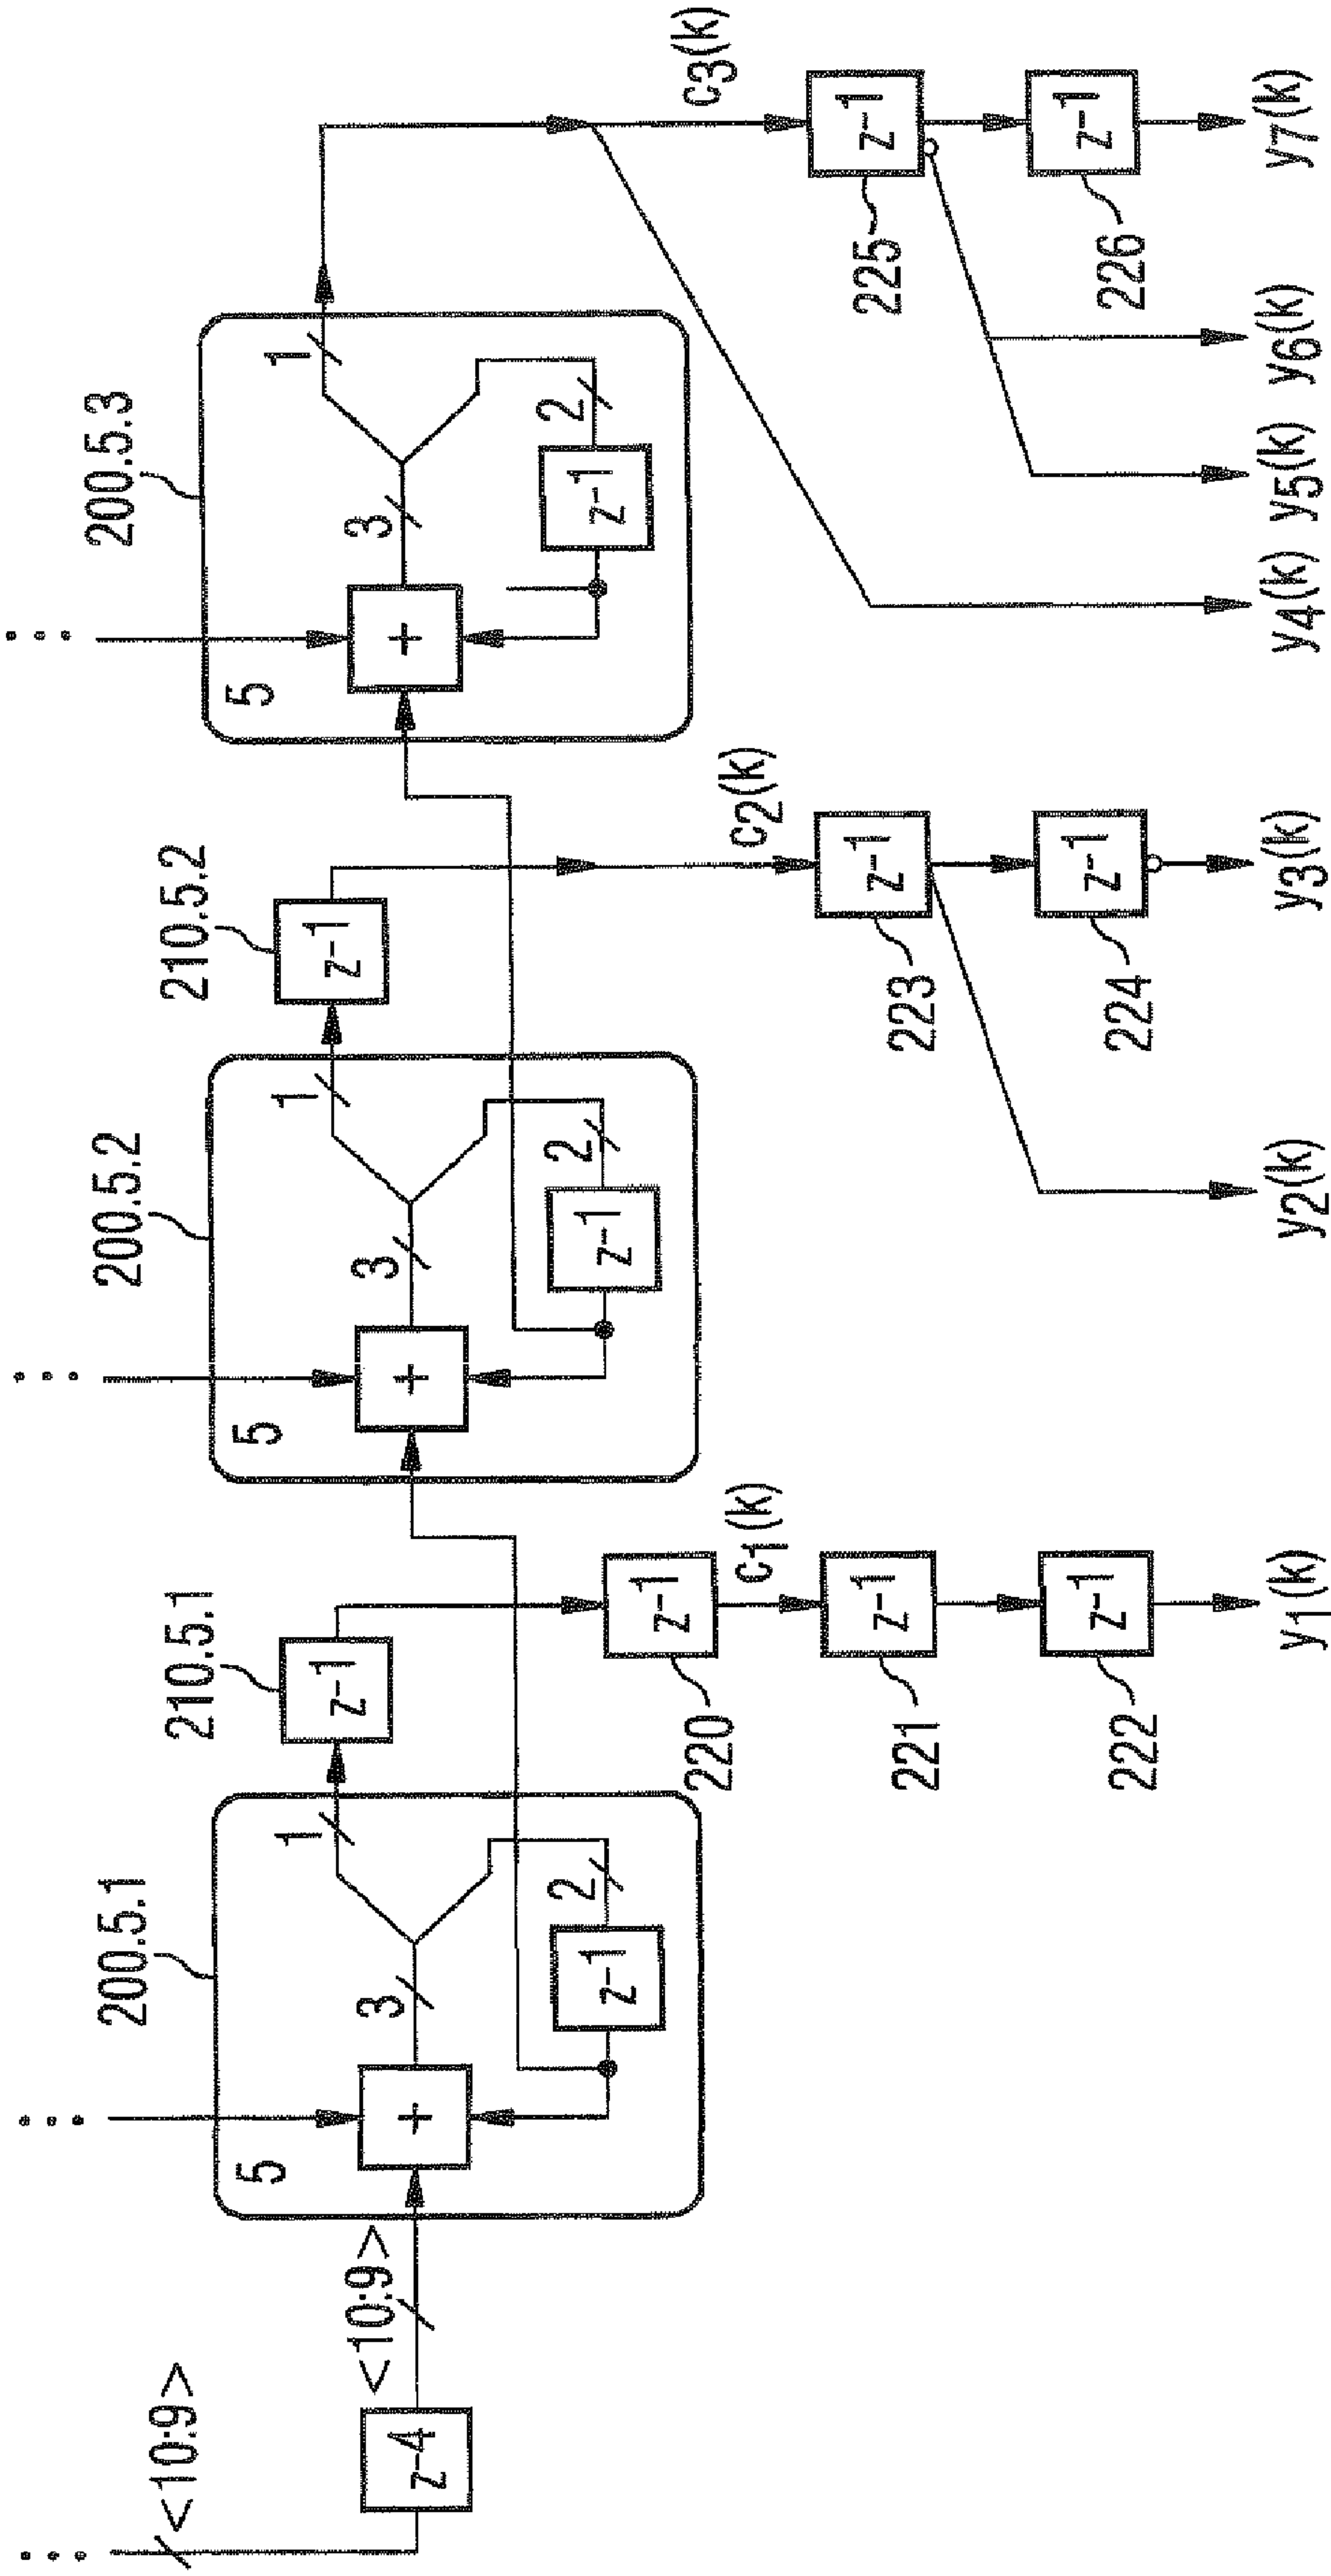 <10:9>
z-4
<10:9>
200.5.1
5
+
3
1
2
z-1
210.5.1
z-1
220
z-1
c1(k)
221
z-1
222
z-1
y1(k)
200.5.2
5
+
3
1
2
z-1
210.5.2
z-1
c2(k)
223
z-1
224
z-1
y2(k)
y3(k)
200.5.3
5
+
3
1
2
z-1
c3(k)
225
z-1
226
z-1
y4(k)
y5(k)
y6(k)
y7(k)